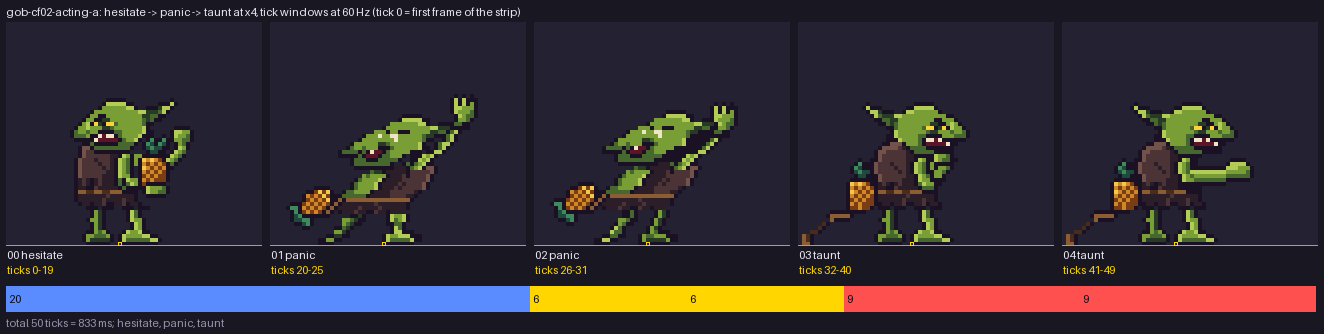 gob-cf02-acting-a: hesitate -> panic -> taunt at x4, tick windows at 60 Hz (tick 0 = first frame of the strip)
00 hesitate
ticks 0-19
01 panic
ticks 20-25
02 panic
ticks 26-31
03 taunt
ticks 32-40
04 taunt
ticks 41-49
20
6
6
9
9
total 50 ticks = 833 ms; hesitate, panic, taunt